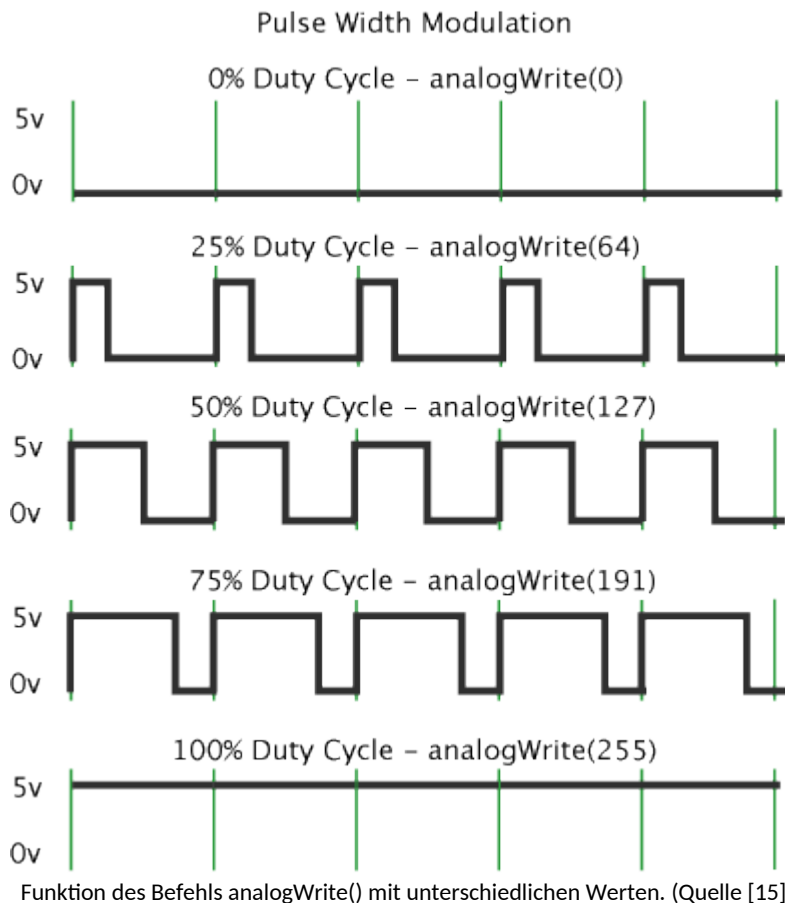 Pulse Width Modulation
0% Duty Cycle – analogWrite(0)
5v
0v
25% Duty Cycle – analogWrite(64)
5v
0v
50% Duty Cycle – analogWrite(127)
5v
0v
75% Duty Cycle – analogWrite(191)
5v
0v
100% Duty Cycle – analogWrite(255)
5v
0v
Funktion des Befehls analogWrite() mit unterschiedlichen Werten. (Quelle [15]